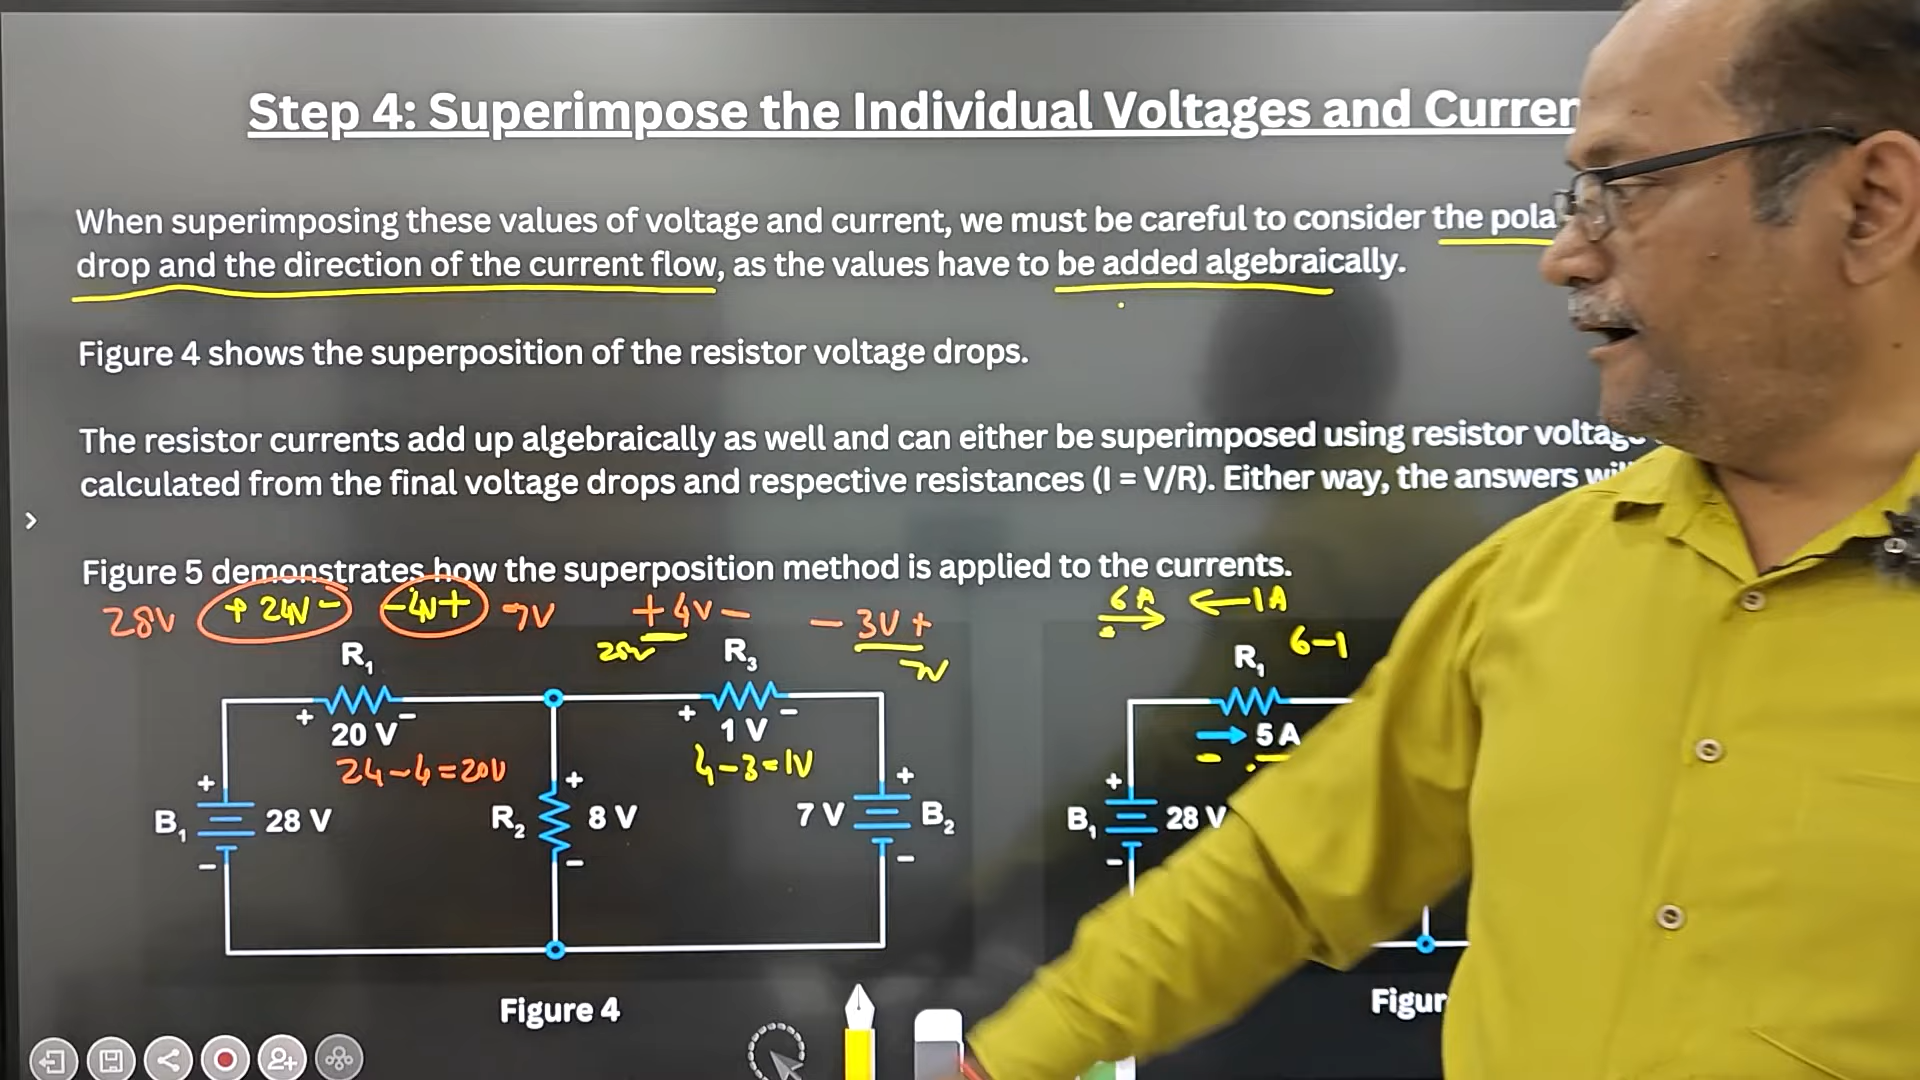 Step 4: Superimpose the Individual Voltages and Curren
When superimposing these values of voltage and current, we must be careful to consider the pola
drop and the direction of the current flow, as the values have to be added algebraically.
Figure 4 shows the superposition of the resistor voltage drops.
The resistor currents add up algebraically as well and can either be superimposed using resistor voltage
calculated from the final voltage drops and respective resistances (I = V/R). Either way, the answers wil
Figure 5 demonstrates how the superposition method is applied to the currents.
28V + 24V - - 4V + 7V + 4V - - 3V + 6A ← 1A
28V 7V 6-1
R₁ R₃ R₁
+ 20 V - + 1 V - → 5 A
24 - 4 = 20V 4 - 3 = 1V
+ + + +
B₁ 28 V R₂ 8 V 7 V B₂ B₁ 28 V
- - - -
Figure 4 Figur